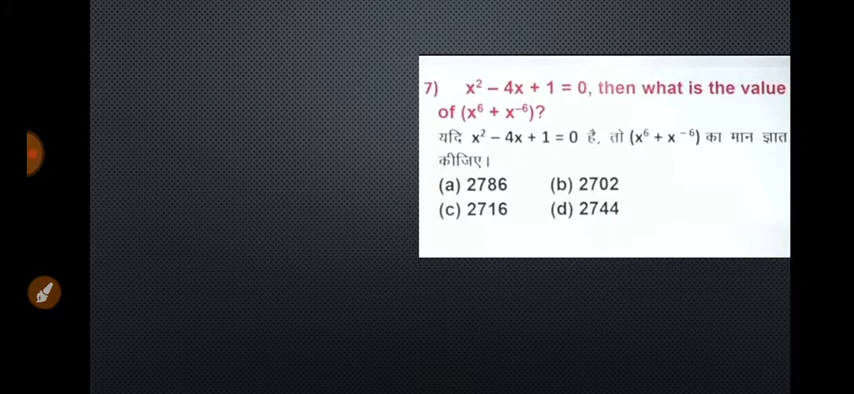 7) x² – 4x + 1 = 0, then what is the value
of (x⁶ + x⁻⁶)?
यदि x² – 4x + 1 = 0 है, तो (x⁶ + x⁻⁶) का मान ज्ञात
कीजिए।
(a) 2786 (b) 2702
(c) 2716 (d) 2744